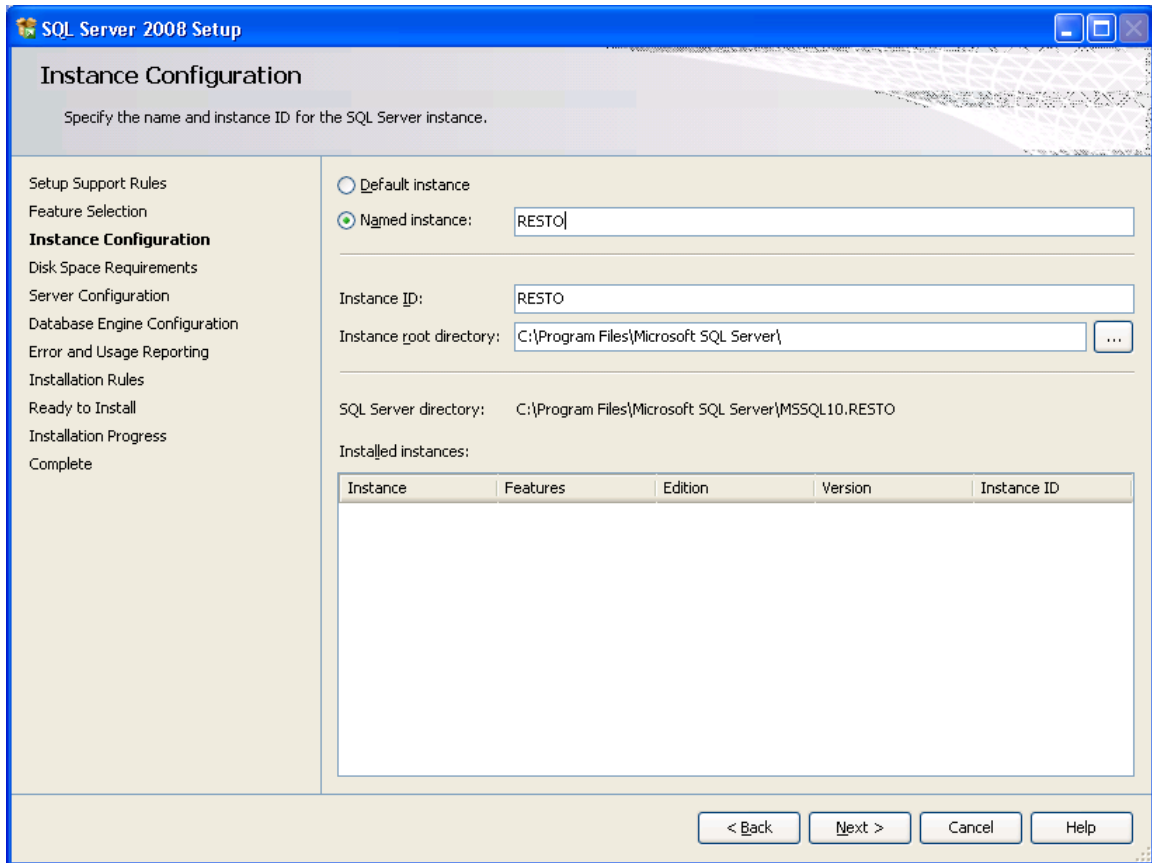 SQL Server 2008 Setup
Instance Configuration
Specify the name and instance ID for the SQL Server instance.
Setup Support Rules
Feature Selection
Instance Configuration
Disk Space Requirements
Server Configuration
Database Engine Configuration
Error and Usage Reporting
Installation Rules
Ready to Install
Installation Progress
Complete
Default instance
Named instance: RESTO
Instance ID: RESTO
Instance root directory: C:\Program Files\Microsoft SQL Server\ ...
SQL Server directory: C:\Program Files\Microsoft SQL Server\MSSQL10.RESTO
Installed instances:
Instance Features Edition Version Instance ID
< Back Next > Cancel Help